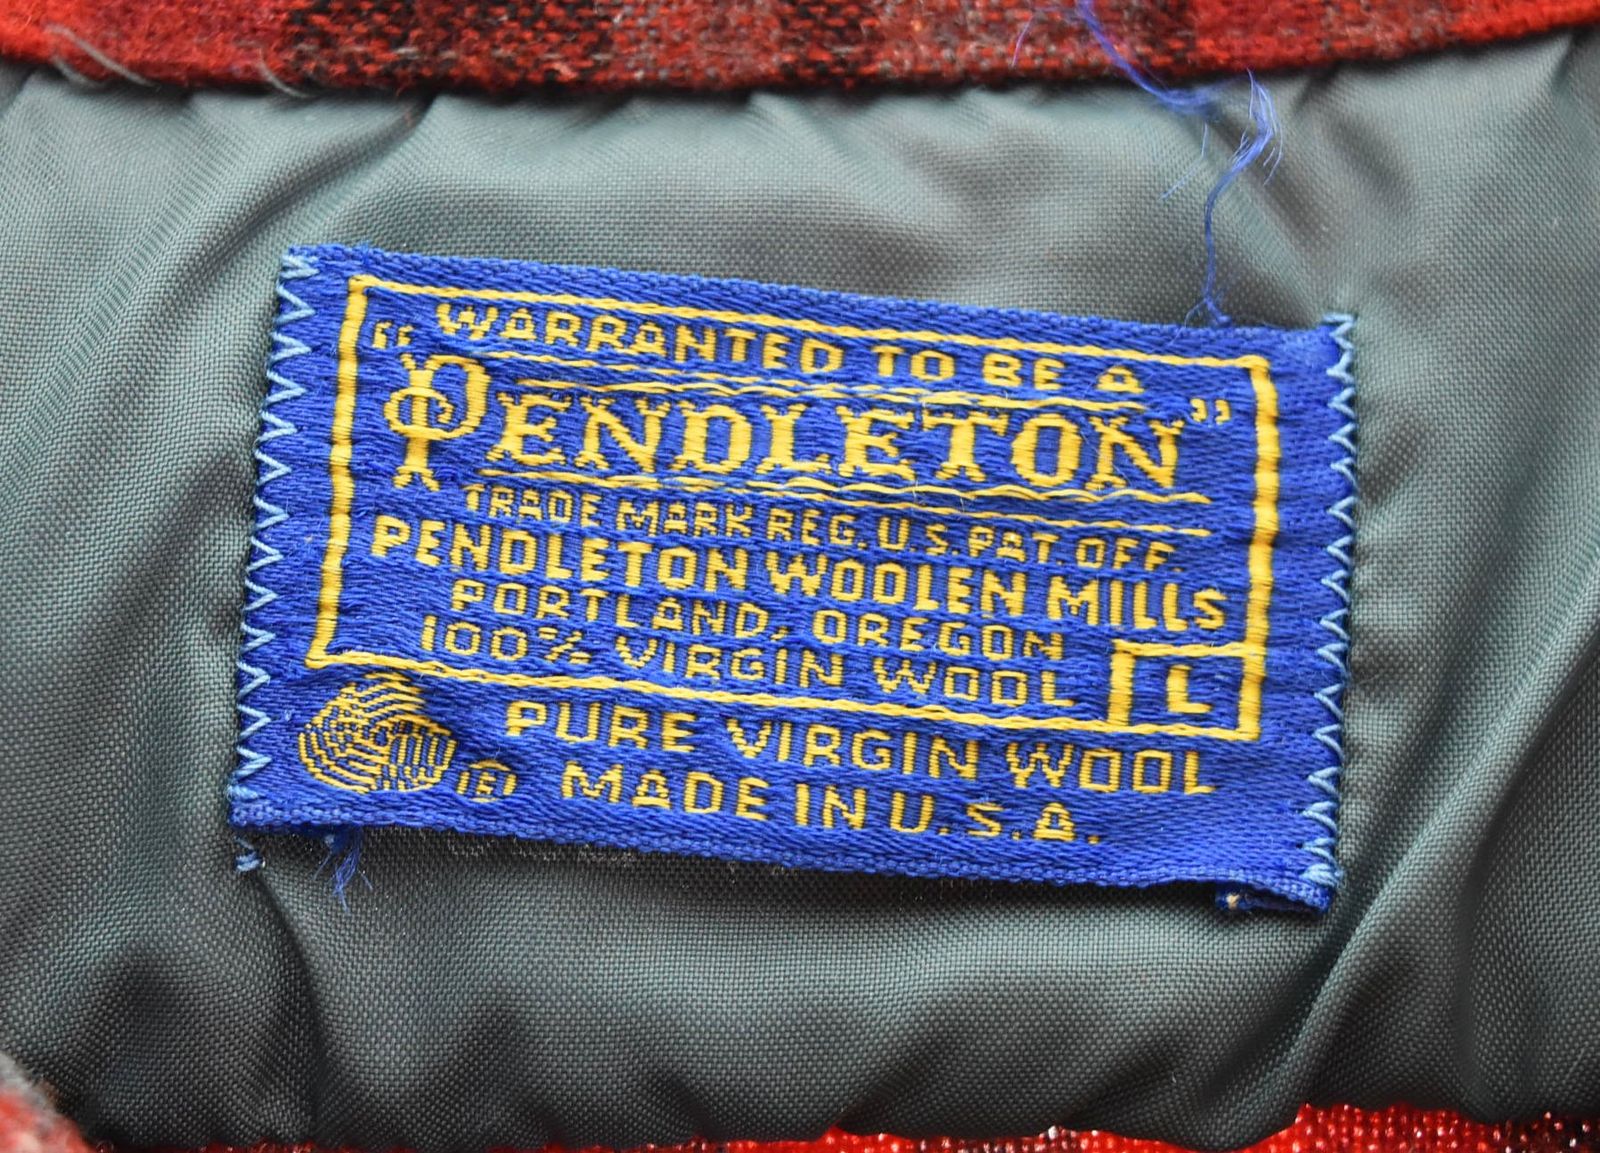 WARRANTED TO BE A
"PENDLETON"
TRADE MARK REG. U.S. PAT. OFF.
PENDLETON WOOLEN MILLS
PORTLAND, OREGON
100% VIRGIN WOOL L
PURE VIRGIN WOOL
MADE IN U.S.A.